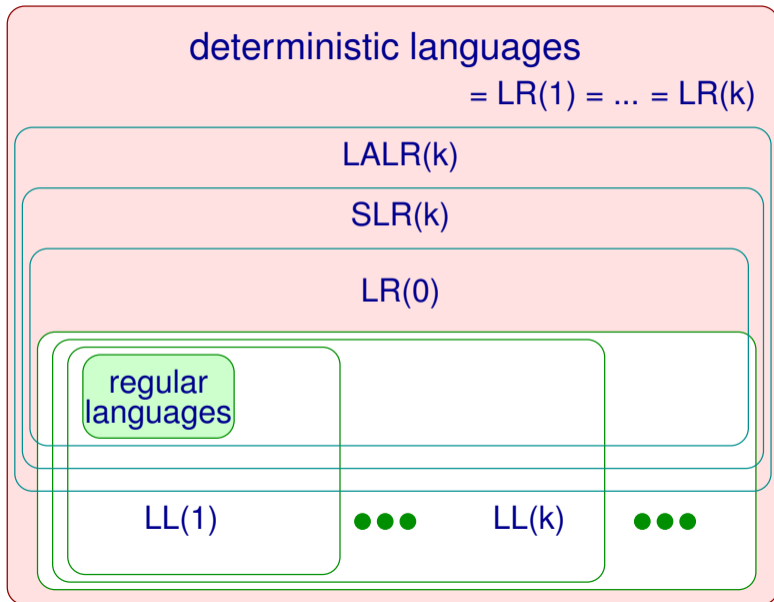 deterministic languages
= LR(1) = ... = LR(k)
LALR(k)
SLR(k)
LR(0)
regular
languages
LL(1)
LL(k)